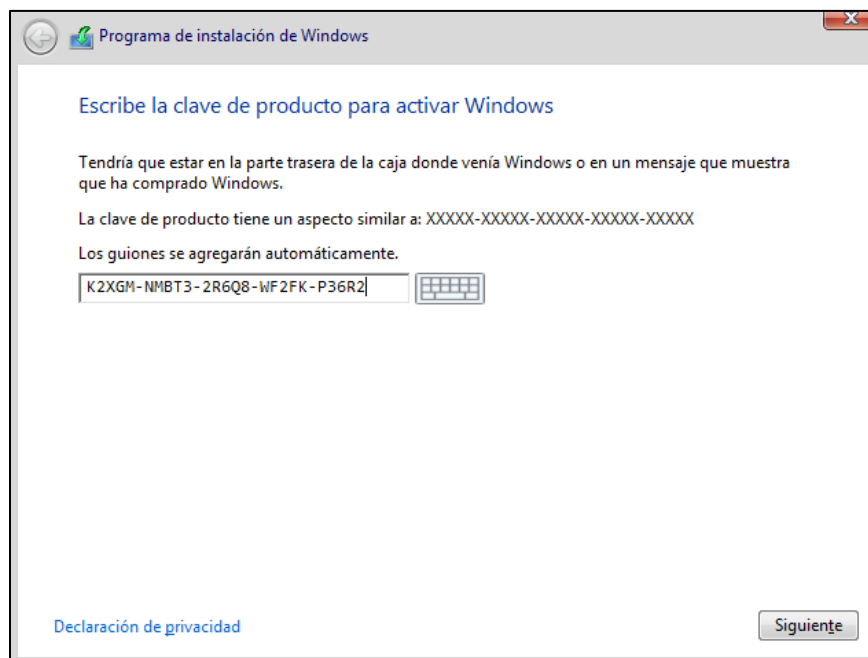 Programa de instalación de Windows
Escribe la clave de producto para activar Windows
Tendría que estar en la parte trasera de la caja donde venía Windows o en un mensaje que muestra
que ha comprado Windows.
La clave de producto tiene un aspecto similar a: XXXXX-XXXXX-XXXXX-XXXXX-XXXXX
Los guiones se agregarán automáticamente.
K2XGM-NMBT3-2R6Q8-WF2FK-P36R2
Declaración de privacidad
Siguiente